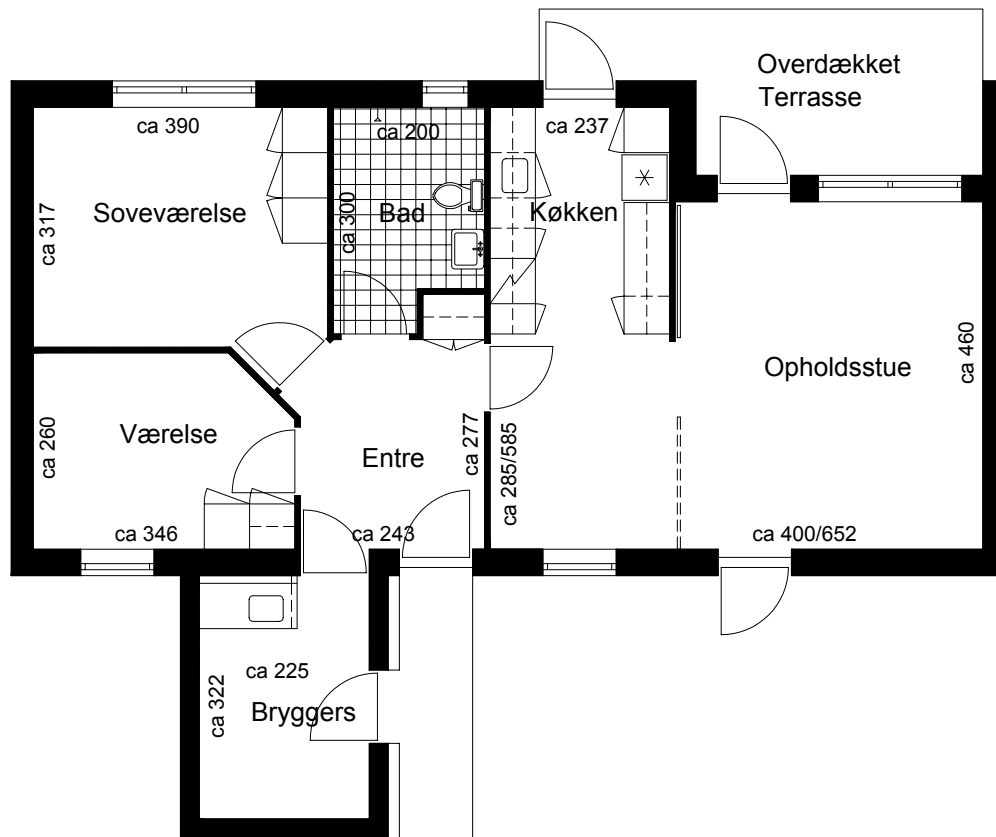 Overdækket
Terrasse
ca 390
ca 200
ca 237
Soveværelse
ca 317
Bad
ca 300
Køkken
Opholdsstue
ca 460
Værelse
ca 260
Entre
ca 277
ca 285/585
ca 346
ca 243
ca 400/652
ca 225
Bryggers
ca 322